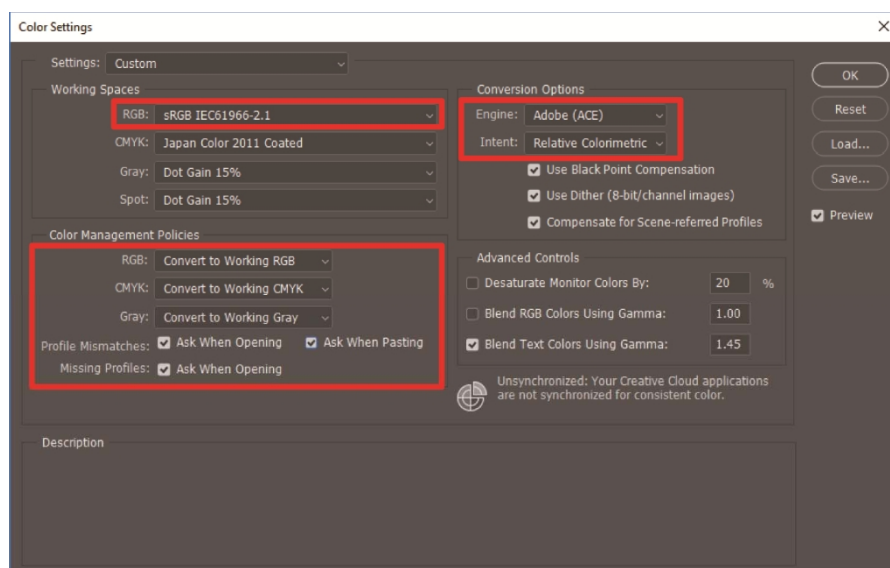 Color Settings
Settings: Custom
Working Spaces
RGB: sRGB IEC61966-2.1
CMYK: Japan Color 2011 Coated
Gray: Dot Gain 15%
Spot: Dot Gain 15%
Color Management Policies
RGB: Convert to Working RGB
CMYK: Convert to Working CMYK
Gray: Convert to Working Gray
Profile Mismatches: Ask When Opening Ask When Pasting
Missing Profiles: Ask When Opening
Conversion Options
Engine: Adobe (ACE)
Intent: Relative Colorimetric
Use Black Point Compensation
Use Dither (8-bit/channel images)
Compensate for Scene-referred Profiles
Advanced Controls
Desaturate Monitor Colors By: 20 %
Blend RGB Colors Using Gamma: 1.00
Blend Text Colors Using Gamma: 1.45
Unsynchronized: Your Creative Cloud applications
are not synchronized for consistent color.
Description
OK
Reset
Load...
Save...
Preview